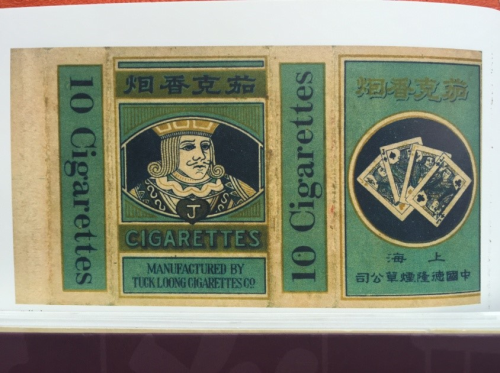 10 Cigarettes
茄克香烟
J
CIGARETTES
MANUFACTURED BY
TUCK LOONG CIGARETTES CO
10 Cigarettes
茄克香烟
上海
中國德隆煙草公司